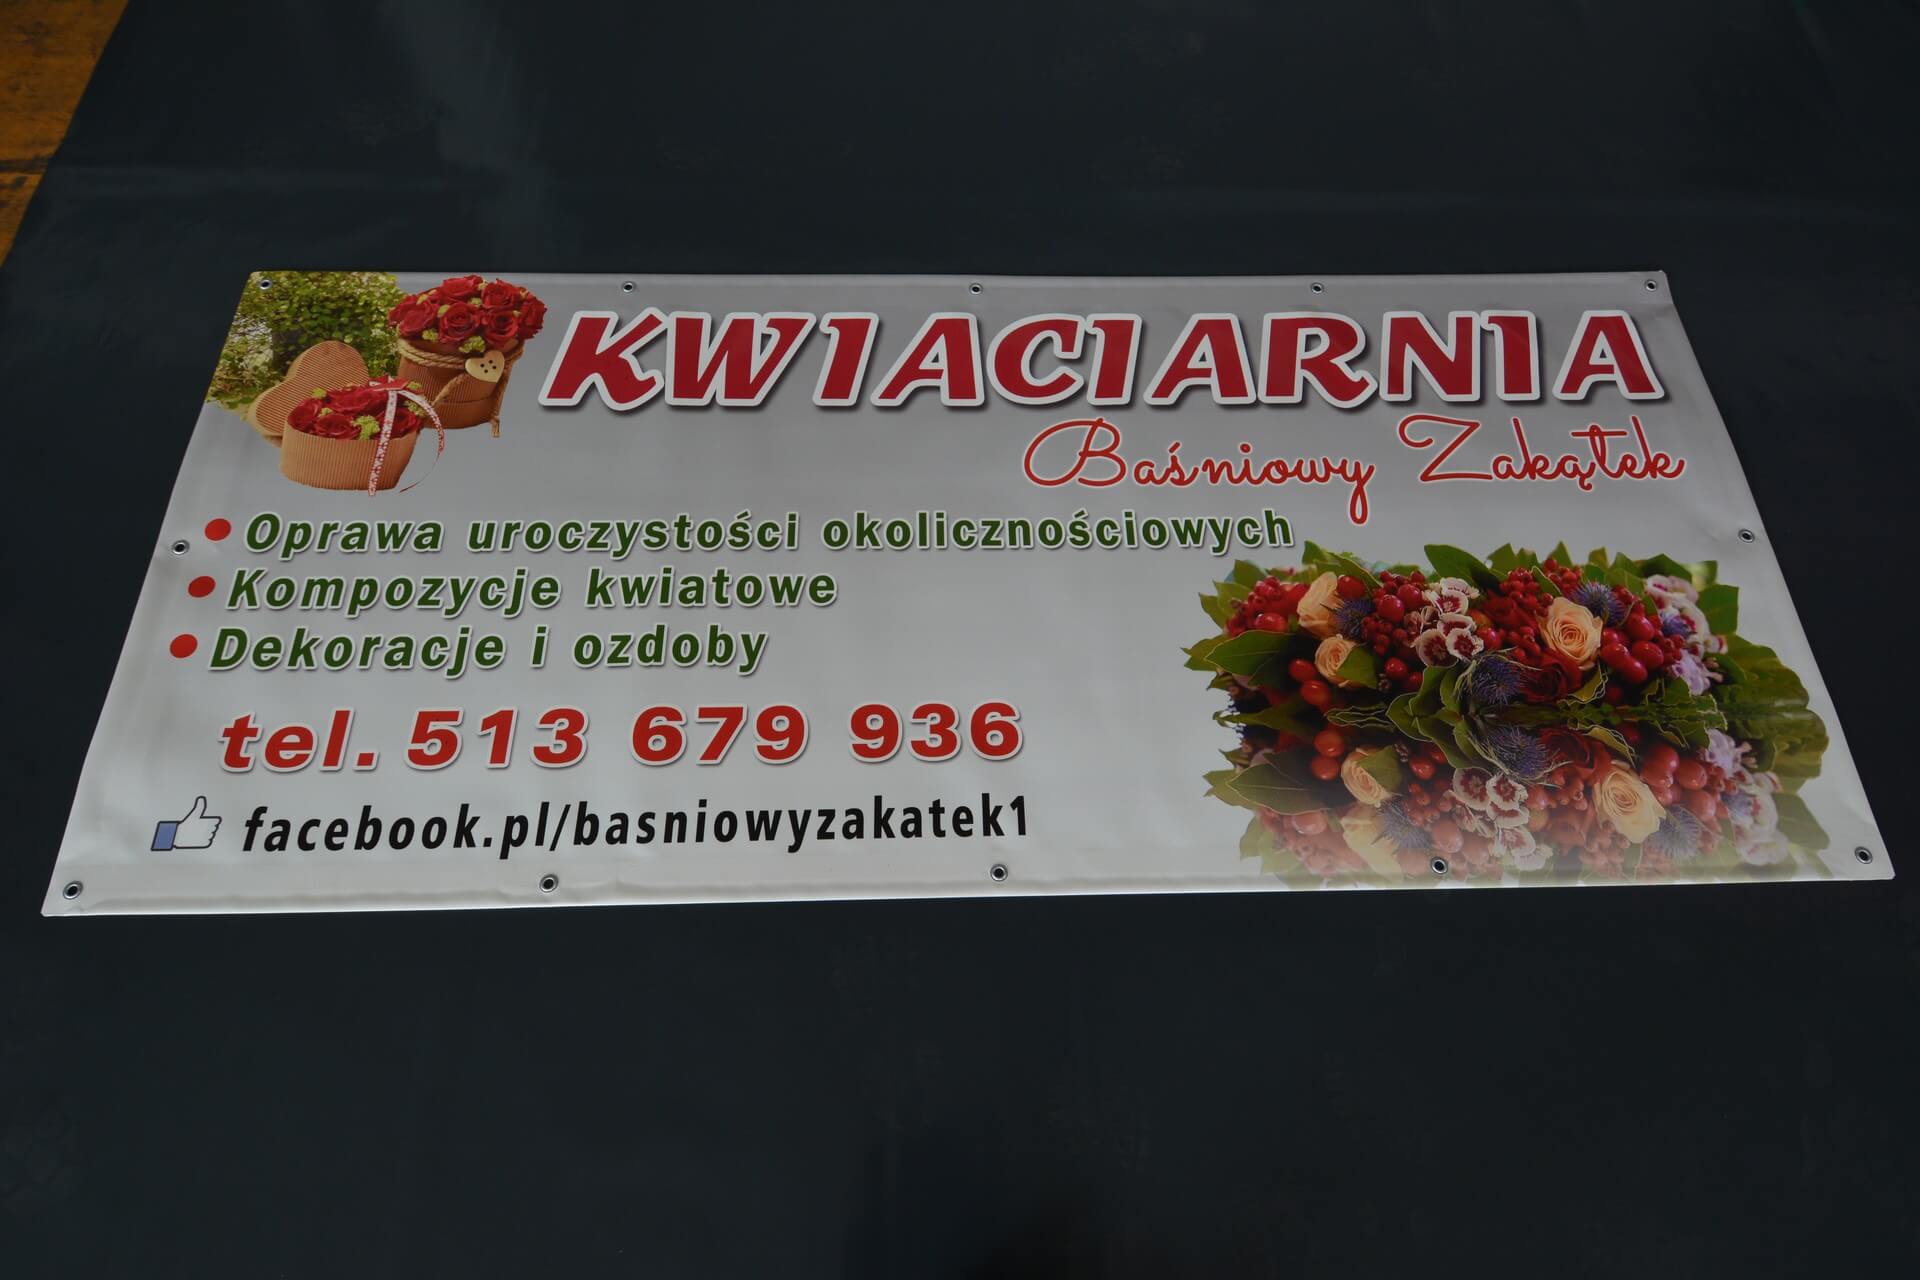 KWIACIARNIA
Baśniowy Zakątek
• Oprawa uroczystości okolicznościowych
• Kompozycje kwiatowe
• Dekoracje i ozdoby
tel. 513 679 936
facebook.pl/basniowyzakatek1